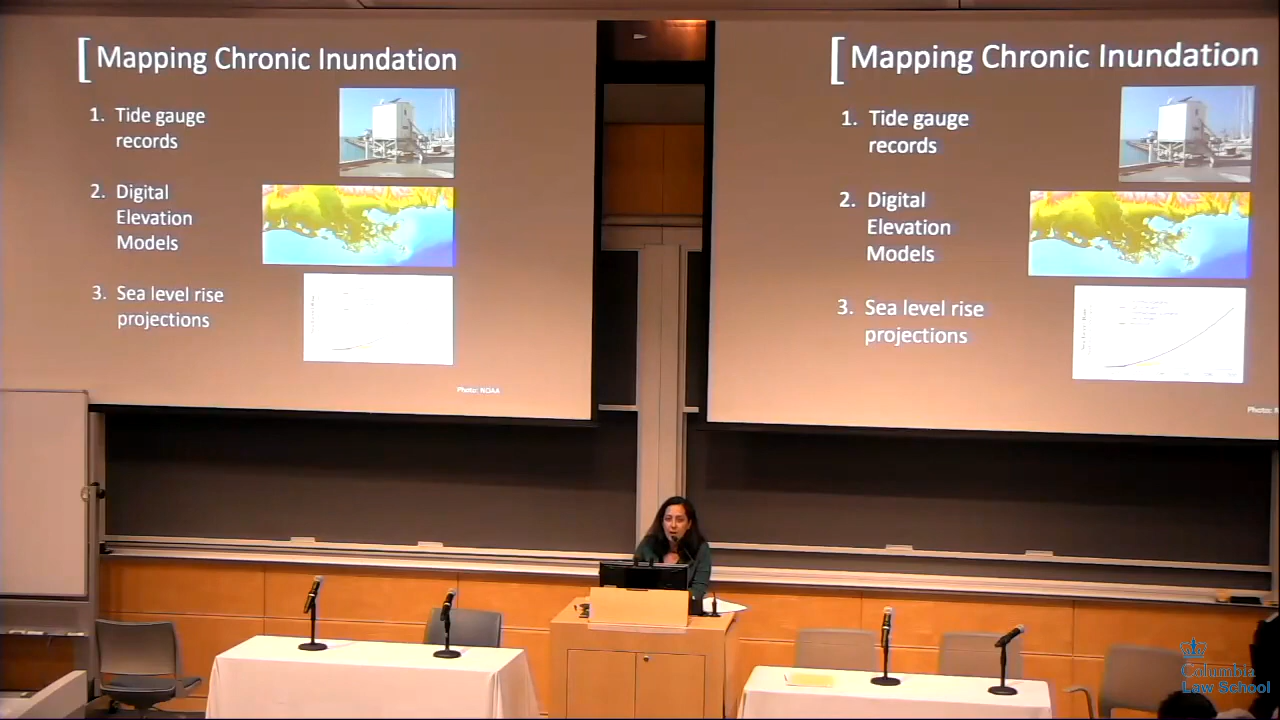 Mapping Chronic Inundation
1. Tide gauge
records
2. Digital
Elevation
Models
3. Sea level rise
projections
Photo: NOAA
Mapping Chronic Inundation
1. Tide gauge
records
2. Digital
Elevation
Models
3. Sea level rise
projections
Photo:
Columbia
Law School